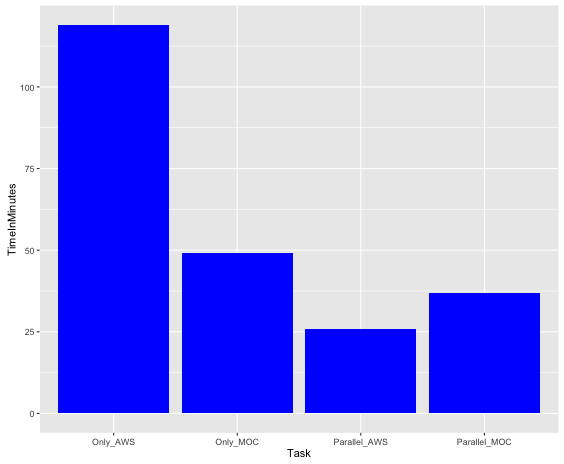 TimeInMinutes
100
75
50
25
0
Only_AWS
Only_MOC
Parallel_AWS
Parallel_MOC
Task